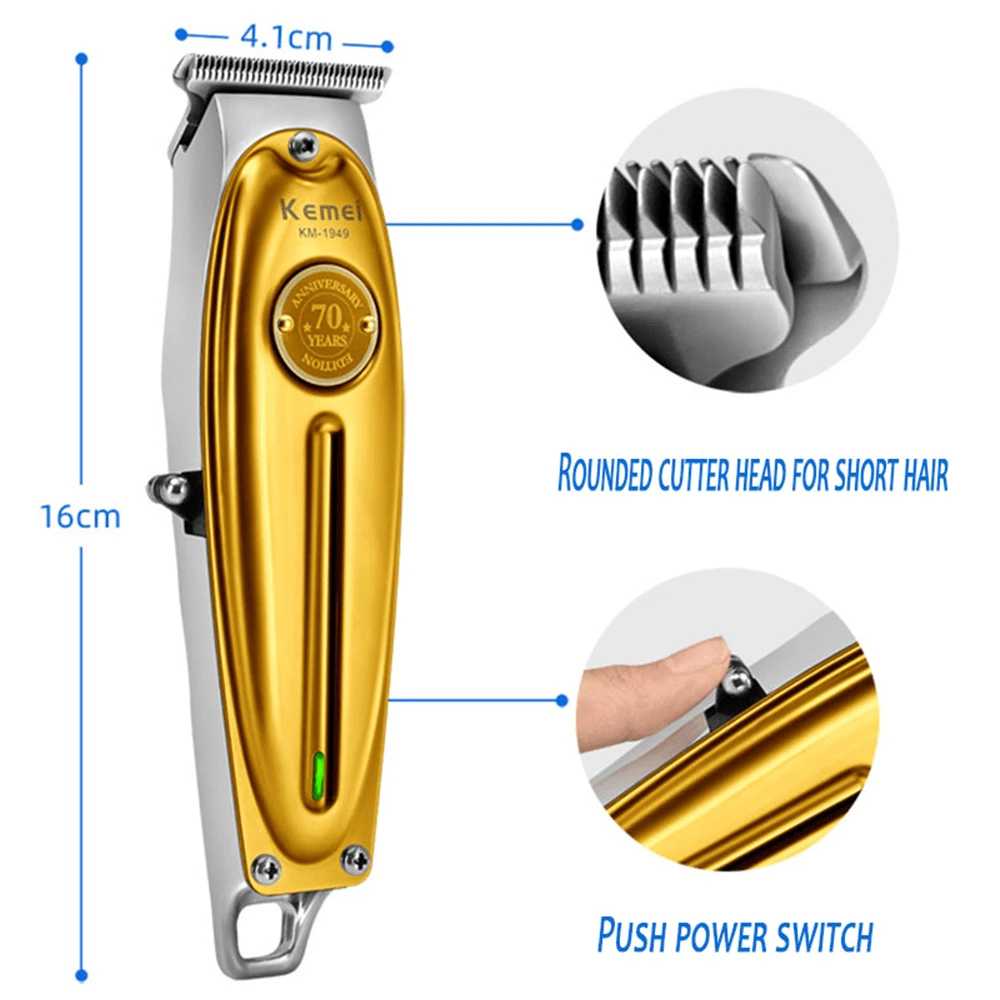 4.1cm
Kemei
KM-1949
ANNIVERSARY
70
YEARS
EDITION
16cm
ROUNDED CUTTER HEAD FOR SHORT HAIR
PUSH POWER SWITCH